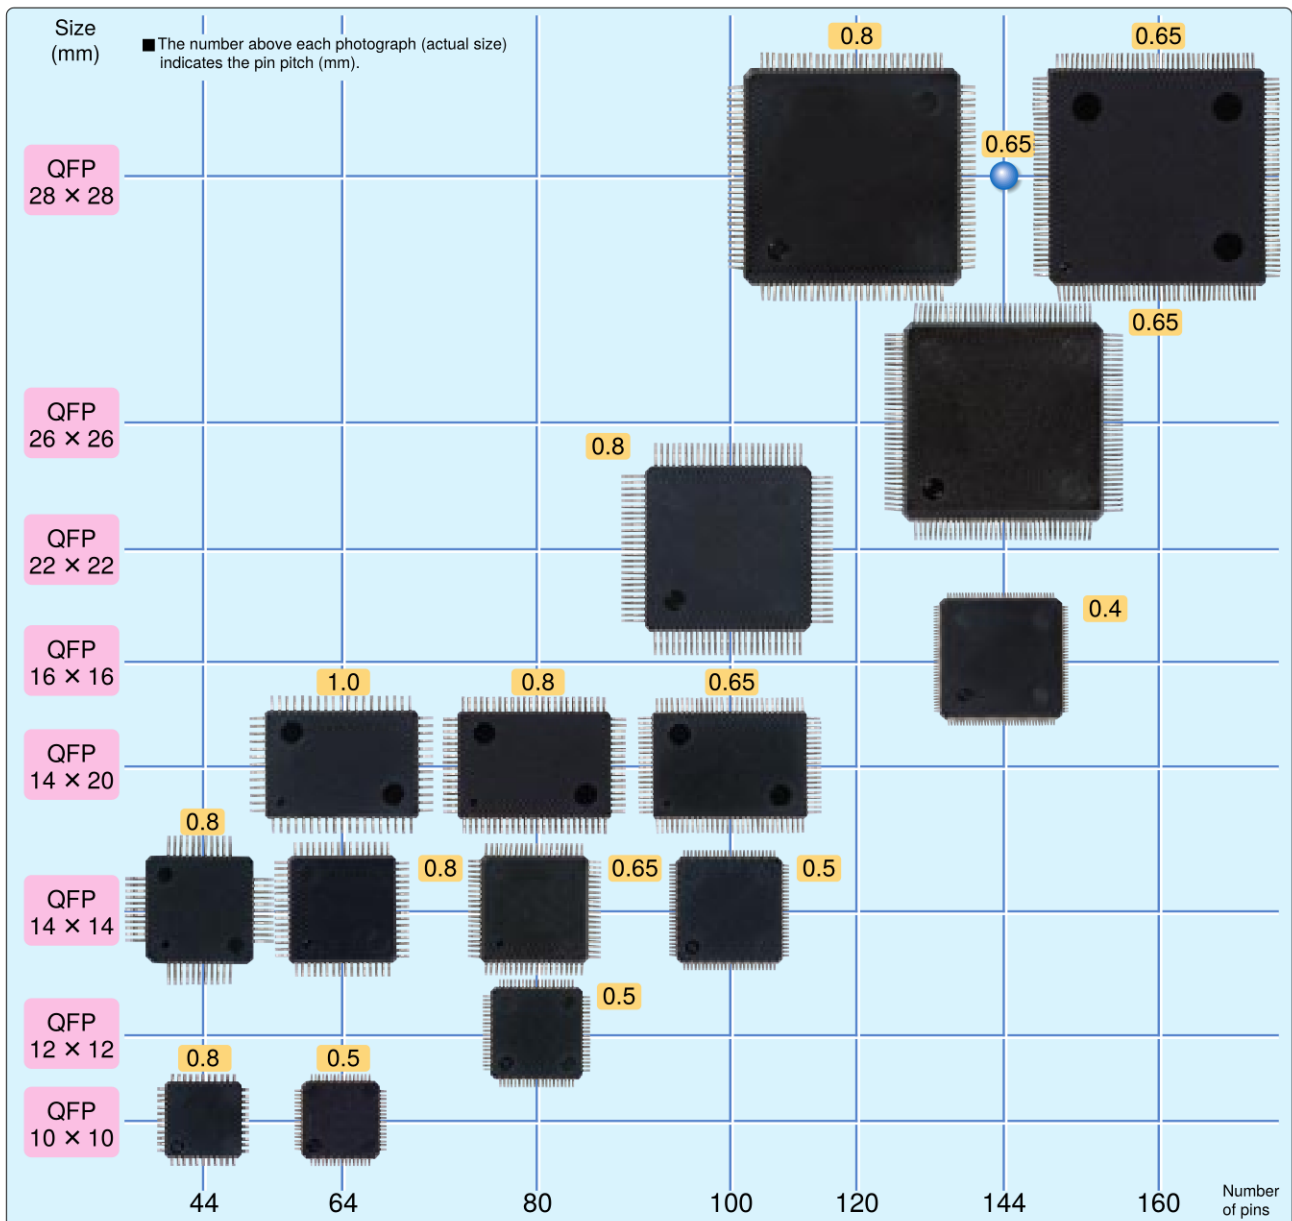 Size
(mm)
■ The number above each photograph (actual size)
indicates the pin pitch (mm).
0.8
0.65
0.65
QFP
28 × 28
0.65
QFP
26 × 26
0.8
QFP
22 × 22
0.4
QFP
16 × 16
1.0
0.8
0.65
QFP
14 × 20
0.8
0.8
0.65
0.5
QFP
14 × 14
0.5
QFP
12 × 12
0.8
0.5
QFP
10 × 10
44
64
80
100
120
144
160
Number
of pins